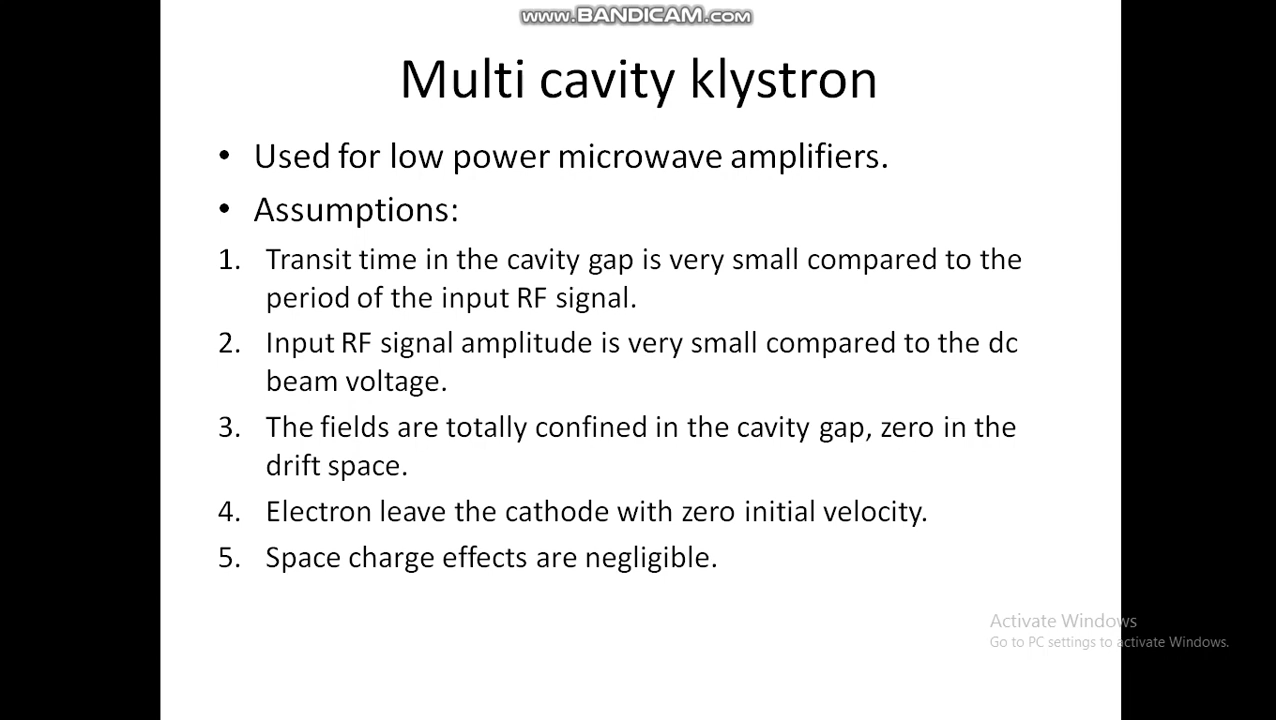 www.BANDICAM.com
Multi cavity klystron
• Used for low power microwave amplifiers.
• Assumptions:
1. Transit time in the cavity gap is very small compared to the
period of the input RF signal.
2. Input RF signal amplitude is very small compared to the dc
beam voltage.
3. The fields are totally confined in the cavity gap, zero in the
drift space.
4. Electron leave the cathode with zero initial velocity.
5. Space charge effects are negligible.
Activate Windows
Go to PC settings to activate Windows.